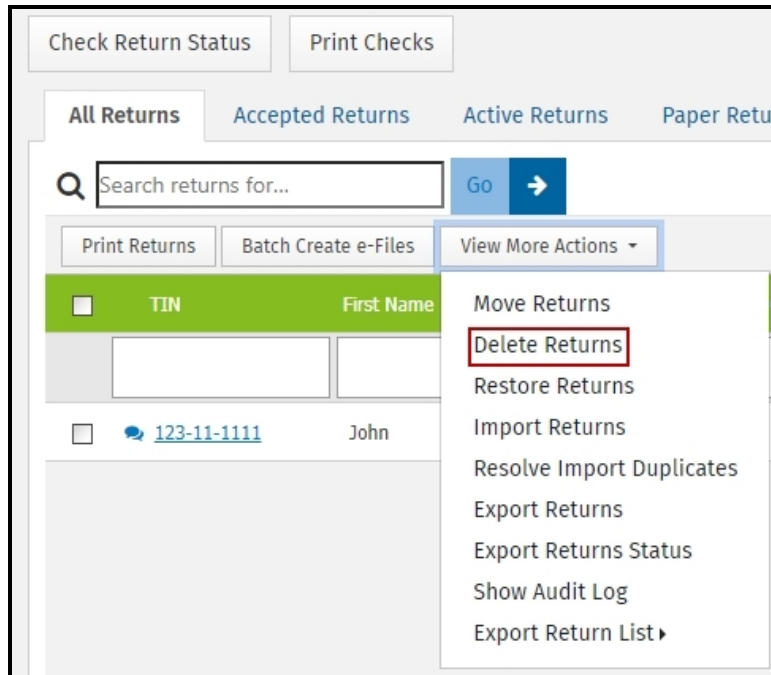 Check Return Status Print Checks
All Returns Accepted Returns Active Returns Paper Retu
Search returns for... Go
Print Returns Batch Create e-Files View More Actions
TIN First Name
Move Returns
Delete Returns
Restore Returns
123-11-1111 John Import Returns
Resolve Import Duplicates
Export Returns
Export Returns Status
Show Audit Log
Export Return List